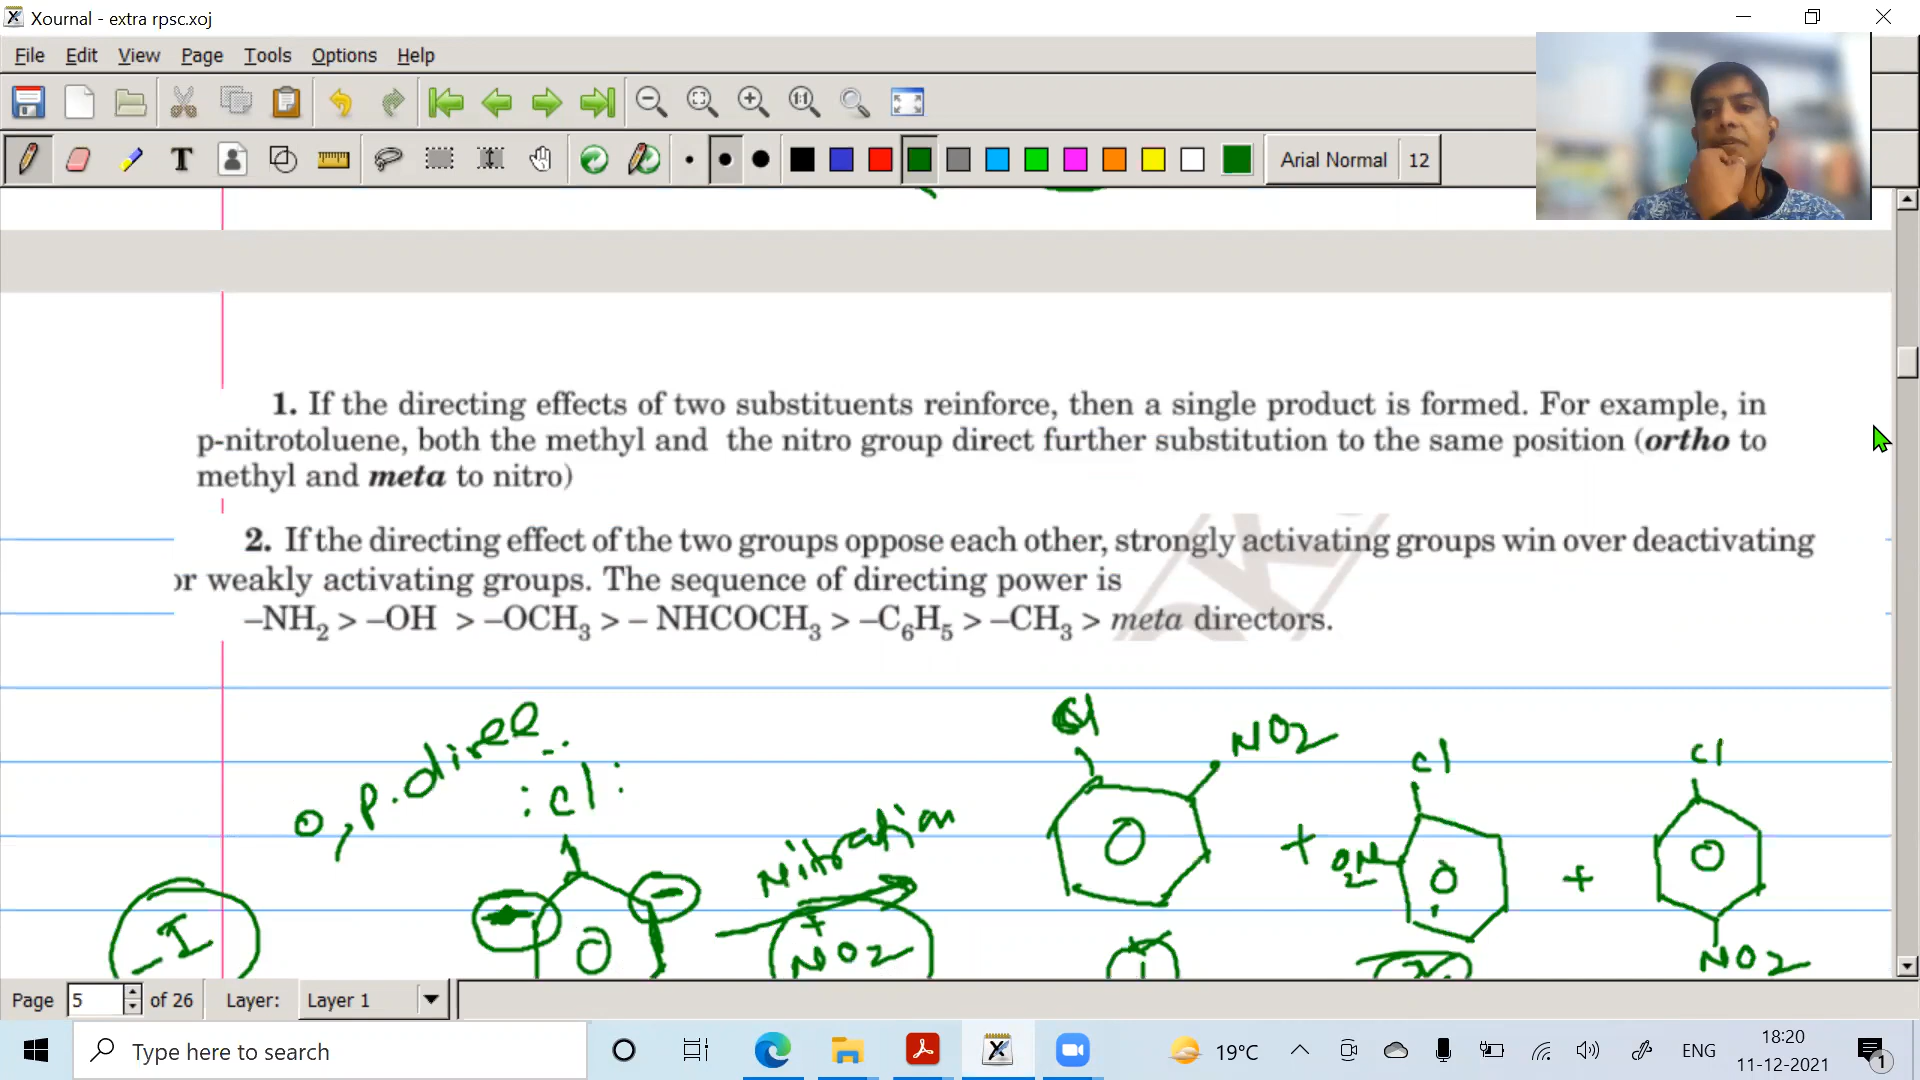 Xournal - extra rpsc.xoj
File Edit View Page Tools Options Help
Arial Normal 12
1. If the directing effects of two substituents reinforce, then a single product is formed. For example, in
p-nitrotoluene, both the methyl and the nitro group direct further substitution to the same position (ortho to
methyl and meta to nitro)
2. If the directing effect of the two groups oppose each other, strongly activating groups win over deactivating
or weakly activating groups. The sequence of directing power is
–NH2 > –OH > –OCH3 > – NHCOCH3 > –C6H5 > –CH3 > meta directors.
o, p. direc
:Cl:
Nitration
NO2
-I
Cl
NO2
+
Cl
O2N
+
Cl
NO2
Page 5 of 26 Layer: Layer 1
Type here to search
19°C
ENG
18:20
11-12-2021
1